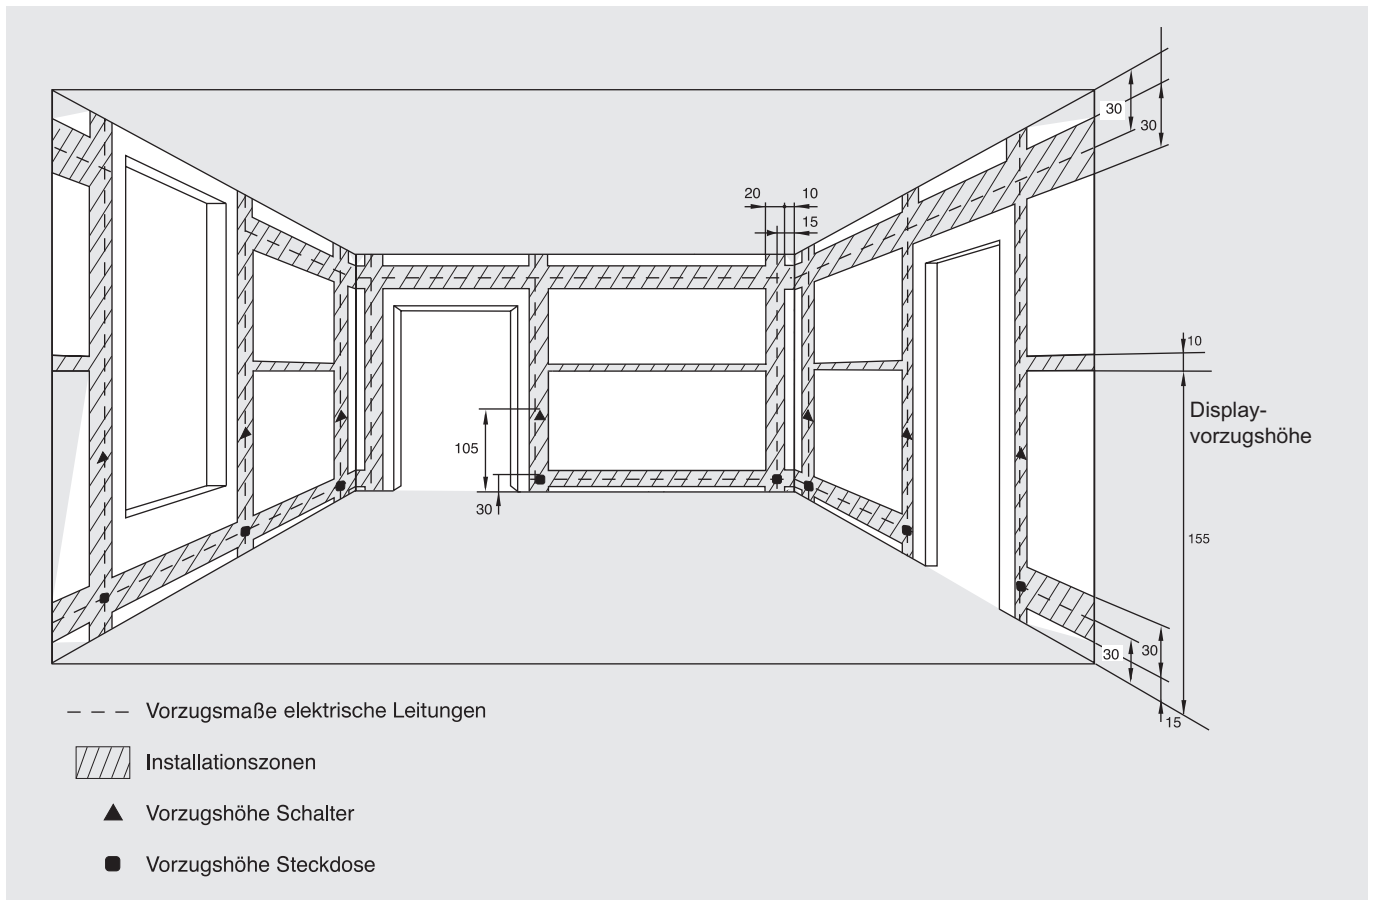 30
30
20
10
15
10
Display-
vorzugshöhe
105
30
155
30
30
15
Vorzugsmaße elektrische Leitungen
Installationszonen
Vorzugshöhe Schalter
Vorzugshöhe Steckdose